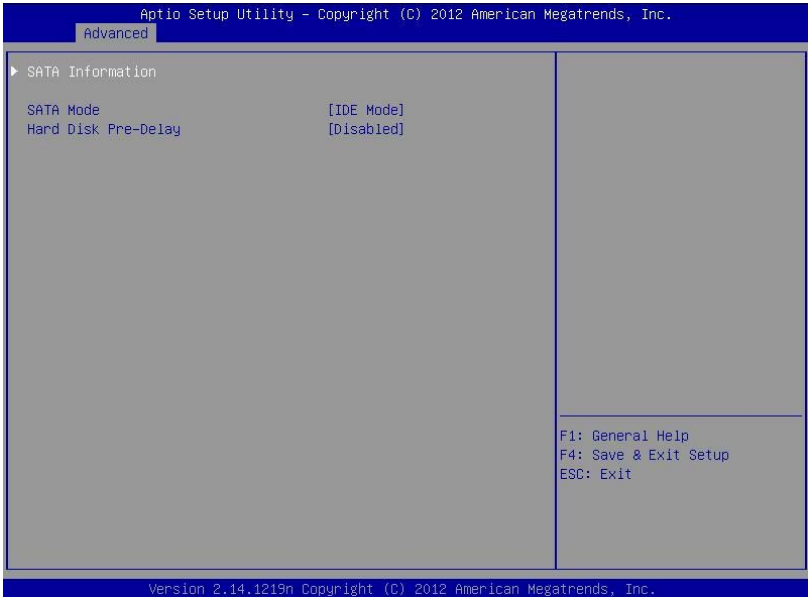 Aptio Setup Utility – Copyright (C) 2012 American Megatrends, Inc.
Advanced
SATA Information
SATA Mode [IDE Mode]
Hard Disk Pre-Delay [Disabled]
F1: General Help
F4: Save & Exit Setup
ESC: Exit
Version 2.14.1219n Copyright (C) 2012 American Megatrends, Inc.